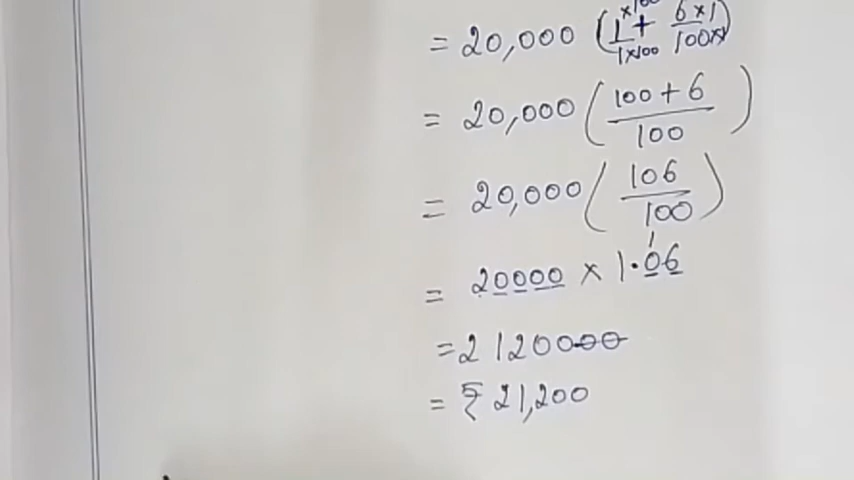 = 20,000 (1×100/1×100 + 6×1/100×1)
= 20,000 (100+6/100)
= 20,000 (106/100)
= 20000 × 1.06
= 2120000
= ₹ 21,200